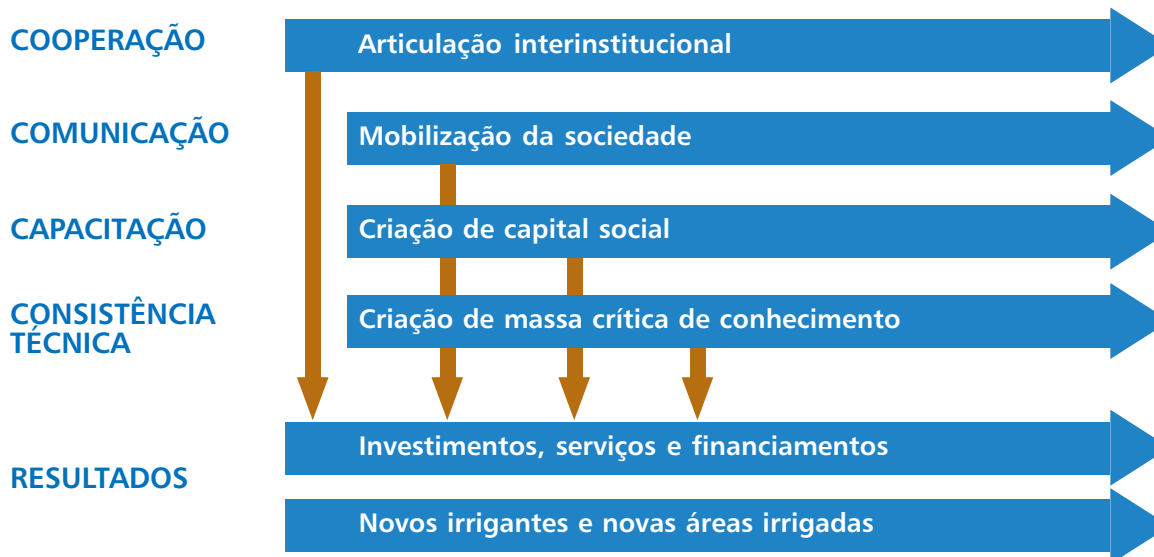 COOPERAÇÃO
Articulação interinstitucional
COMUNICAÇÃO
Mobilização da sociedade
CAPACITAÇÃO
Criação de capital social
CONSISTÊNCIA
TÉCNICA
Criação de massa crítica de conhecimento
RESULTADOS
Investimentos, serviços e financiamentos
Novos irrigantes e novas áreas irrigadas